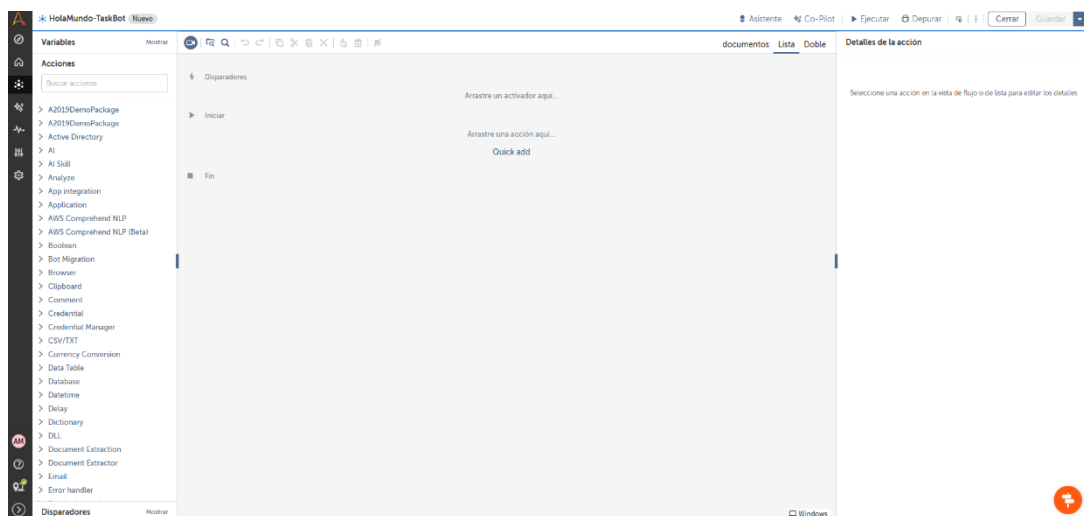 HolaMundo-TaskBot Nuevo
Asistente Co-Pilot Ejecutar Depurar Cerrar Guardar
Variables Mostrar
documentos Lista Doble
Detalles de la acción
Acciones
Buscar acciones
Disparadores
Arrastre un activador aquí...
Seleccione una acción en la vista de flujo o de lista para editar los detalles
Iniciar
Arrastre una acción aquí...
Quick add
Fin
A2019DemoPackage
A2019DemoPackage
Active Directory
AI
AI Skill
Analyze
App integration
Application
AWS Comprehend NLP
AWS Comprehend NLP (Beta)
Boolean
Bot Migration
Browser
Clipboard
Comment
Credential
Credential Manager
CSV/TXT
Currency Conversion
Data Table
Database
Datetime
Delay
Dictionary
DLL
Document Extraction
Document Extractor
Email
Error handler
AM
Disparadores Mostrar
Windows